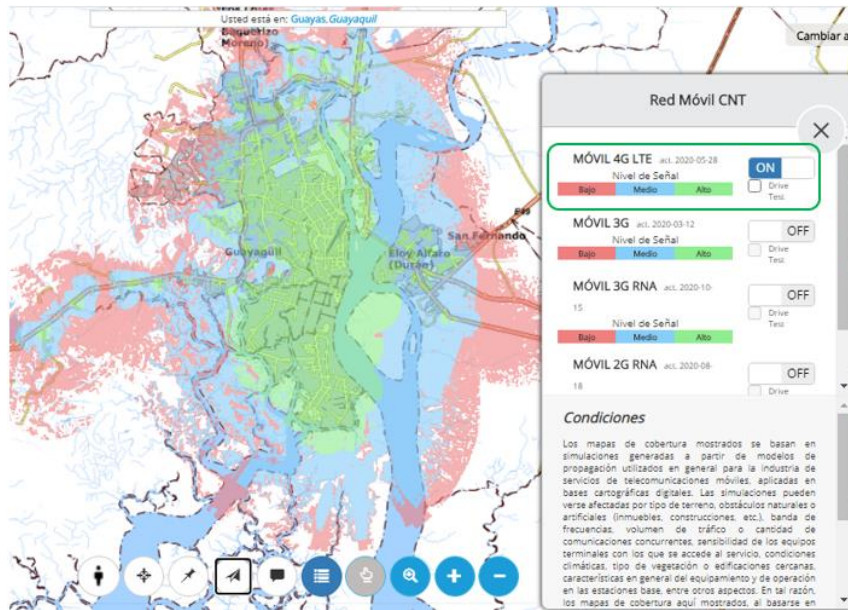 Usted está en: Guayas,Guayaquil
Baquerizo
Moreno)
Cambiar a
Red Móvil CNT
MÓVIL 4G LTE act. 2020-05-28
ON
Nivel de Señal
Bajo Medio Alto
Drive
Test
MÓVIL 3G act. 2020-03-12
OFF
Nivel de Señal
Bajo Medio Alto
Drive
Test
MÓVIL 3G RNA act. 2020-10-
15
OFF
Drive
Test
Nivel de Señal
Bajo Medio Alto
MÓVIL 2G RNA act. 2020-08-
18
OFF
Drive
E49
San Fernando
Guayaquil
Eloy Alfaro
(Durán)
Condiciones
Los mapas de cobertura mostrados se basan en
simulaciones generadas a partir de modelos de
propagación utilizados en general para la industria de
servicios de telecomunicaciones móviles, aplicadas en
bases cartográficas digitales. Las simulaciones pueden
verse afectadas por tipo de terreno, obstáculos naturales o
artificiales (inmuebles, construcciones, etc.), banda de
frecuencias, volumen de tráfico o cantidad de
comunicaciones concurrentes, sensibilidad de los equipos
terminales con los que se accede al servicio, condiciones
climáticas, tipo de vegetación o edificaciones cercanas,
características en general del equipamiento y de operación
en las estaciones base, entre otros aspectos. En tal razón,
los mapas de cobertura aquí mostrados, al basarse en